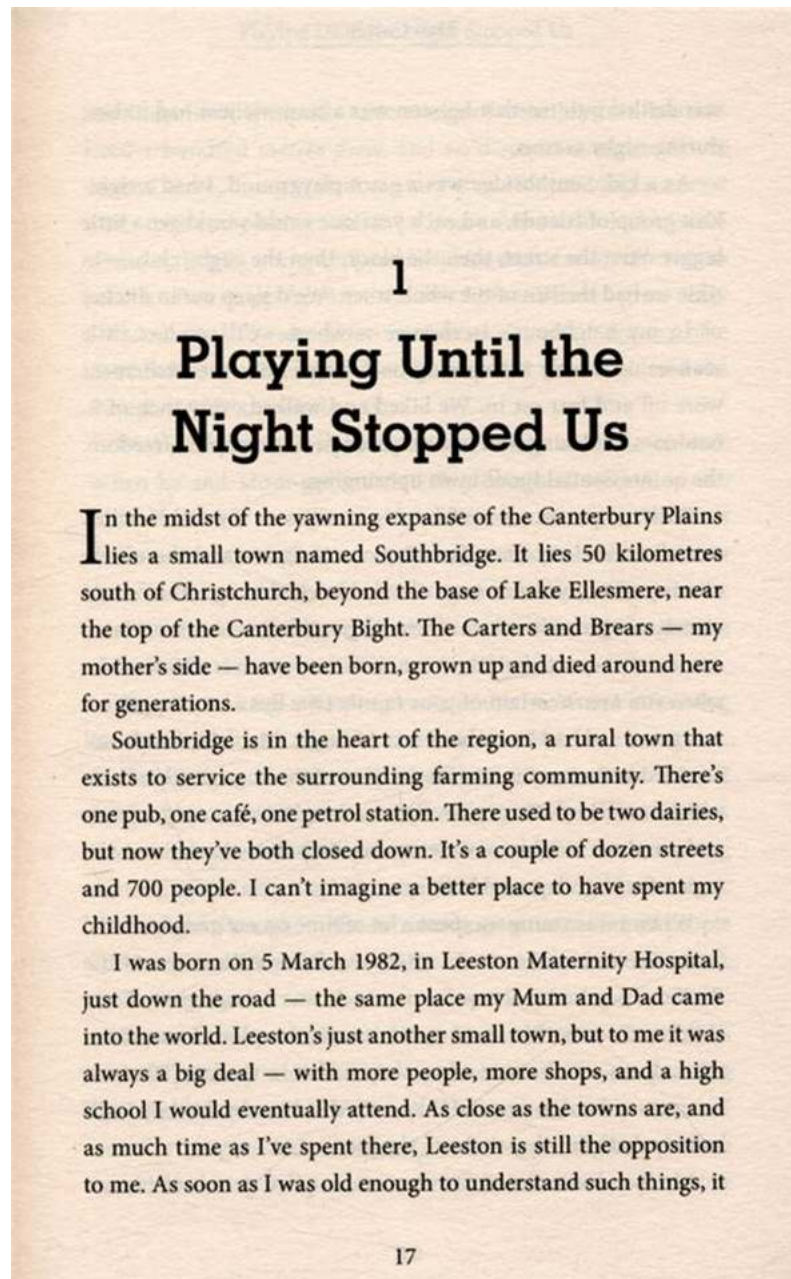 1
Playing Until the
Night Stopped Us
In the midst of the yawning expanse of the Canterbury Plains
lies a small town named Southbridge. It lies 50 kilometres
south of Christchurch, beyond the base of Lake Ellesmere, near
the top of the Canterbury Bight. The Carters and Brears — my
mother's side — have been born, grown up and died around here
for generations.
Southbridge is in the heart of the region, a rural town that
exists to service the surrounding farming community. There's
one pub, one café, one petrol station. There used to be two dairies,
but now they've both closed down. It's a couple of dozen streets
and 700 people. I can't imagine a better place to have spent my
childhood.
I was born on 5 March 1982, in Leeston Maternity Hospital,
just down the road — the same place my Mum and Dad came
into the world. Leeston's just another small town, but to me it was
always a big deal — with more people, more shops, and a high
school I would eventually attend. As close as the towns are, and
as much time as I've spent there, Leeston is still the opposition
to me. As soon as I was old enough to understand such things, it
17